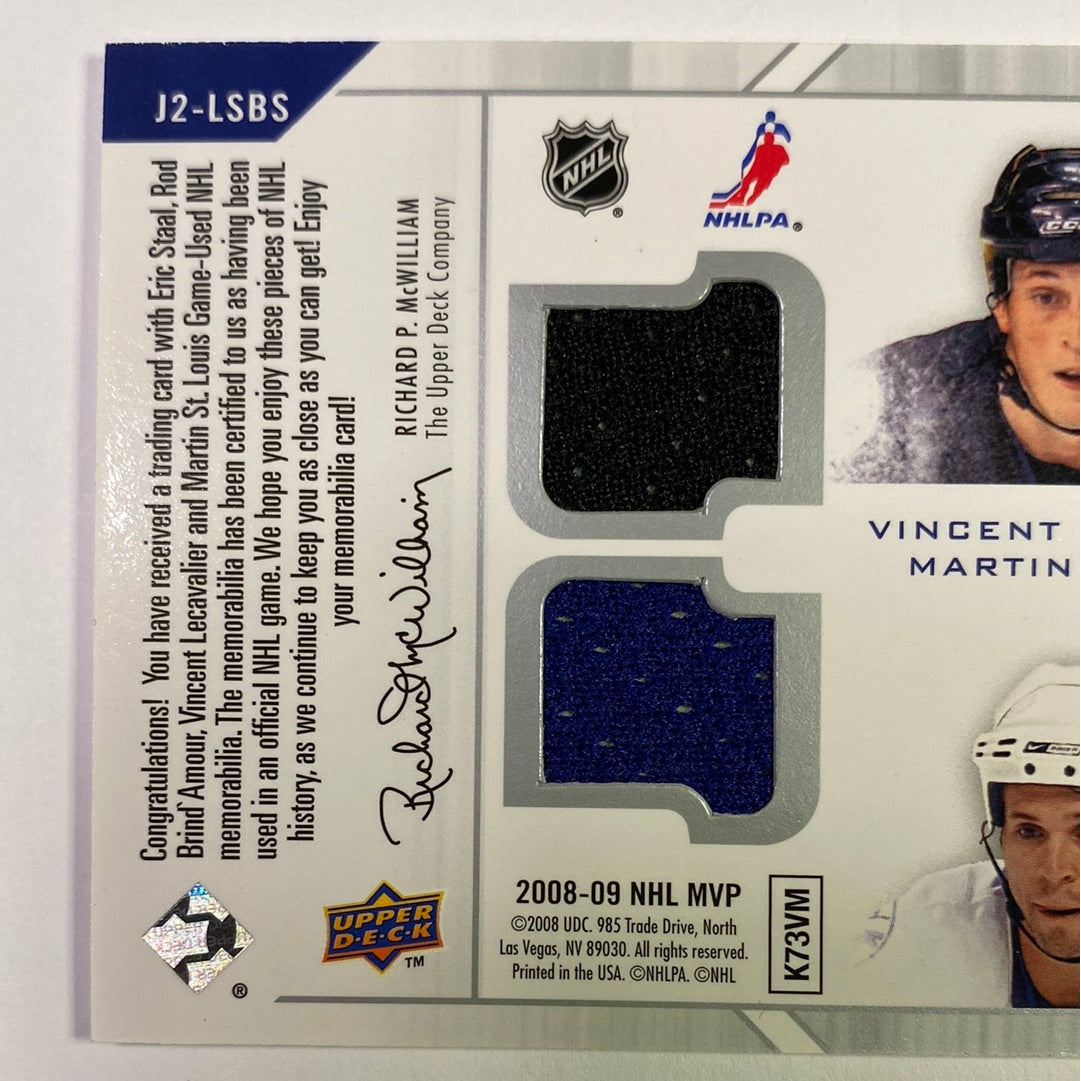 J2-LSBS
Congratulations! You have received a trading card with Eric Staal, Rod
Brind`Amour, Vincent Lecavalier and Martin St. Louis Game-Used NHL
memorabilia. The memorabilia has been certified to us as having been
used in an official NHL game. We hope you enjoy these pieces of NHL
history, as we continue to keep you as close as you can get! Enjoy
your memorabilia card!
Richard McWilliam
RICHARD P. McWILLIAM
The Upper Deck Company
UPPER
D·E·C·K
TM
®
NHL
®
NHLPA®
VINCENT
MARTIN
2008-09 NHL MVP
©2008 UDC. 985 Trade Drive, North
Las Vegas, NV 89030. All rights reserved.
Printed in the USA. ©NHLPA. ©NHL
K73VM